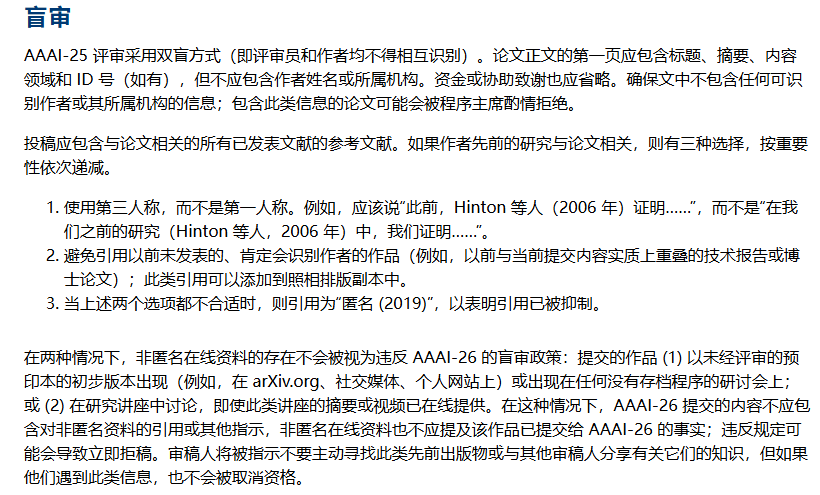 盲审
AAAI-25 评审采用双盲方式（即评审员和作者均不得相互识别）。论文正文的第一页应包含标题、摘要、内容
领域和 ID 号（如有），但不应包含作者姓名或所属机构。资金或协助致谢也应省略。确保文中不包含任何可识
别作者或其所属机构的信息；包含此类信息的论文可能会被程序主席酌情拒绝。
投稿应包含与论文相关的所有已发表文献的参考文献。如果作者先前的研究与论文相关，则有三种选择，按重要
性依次递减。
1. 使用第三人称，而不是第一人称。例如，应该说“此前，Hinton 等人（2006 年）证明……”，而不是“在我
们之前的研究（Hinton 等人，2006 年）中，我们证明……”。
2. 避免引用以前未发表的、肯定会识别作者的作品（例如，以前与当前提交内容实质上重叠的技术报告或博
士论文）；此类引用可以添加到照相排版副本中。
3. 当上述两个选项都不合适时，则引用为“匿名 (2019)”，以表明引用已被抑制。
在两种情况下，非匿名在线资料的存在不会被视为违反 AAAI-26 的盲审政策：提交的作品 (1) 以未经评审的预
印本的初步版本出现（例如，在 arXiv.org、社交媒体、个人网站上）或出现在任何没有存档程序的研讨会上；
或 (2) 在研究讲座中讨论，即使此类讲座的摘要或视频已在线提供。在这种情况下，AAAI-26 提交的内容不应包
含对非匿名资料的引用或其他指示，非匿名在线资料也不应提及该作品已提交给 AAAI-26 的事实；违反规定可
能会导致立即拒稿。审稿人将被指示不要主动寻找此类先前出版物或与其他审稿人分享有关它们的知识，但如果
他们遇到此类信息，也不会被取消资格。